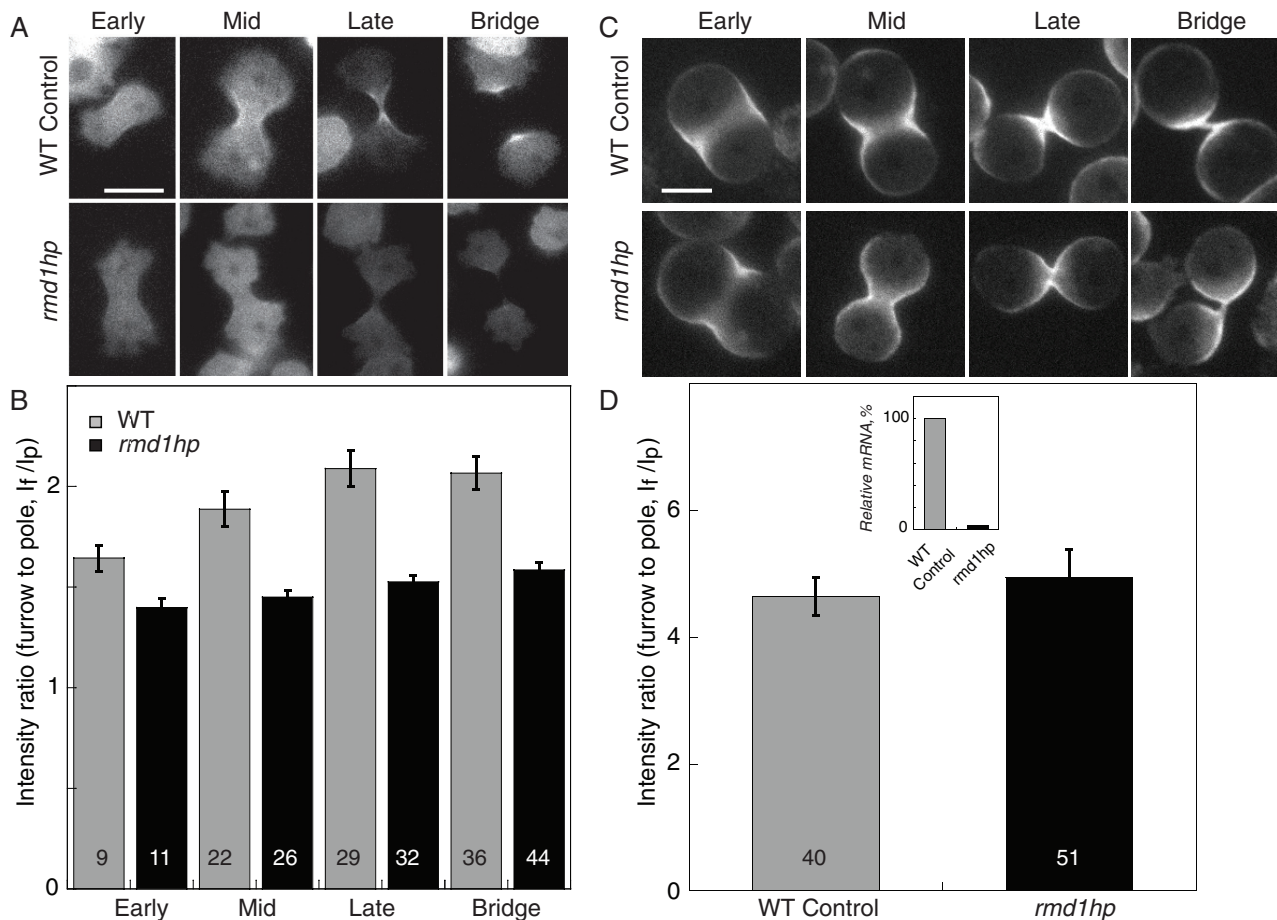 A
Early Mid Late Bridge
WT Control
rmd1hp
C
Early Mid Late Bridge
WT Control
rmd1hp
B
Intensity ratio (furrow to pole, If /Ip)
WT
rmd1hp
2
1
0
9 11 22 26 29 32 36 44
Early Mid Late Bridge
D
Intensity ratio (furrow to pole, If /Ip)
6
4
2
0
Relative mRNA, %
100
0
WT
Control
rmd1hp
40 51
WT Control rmd1hp